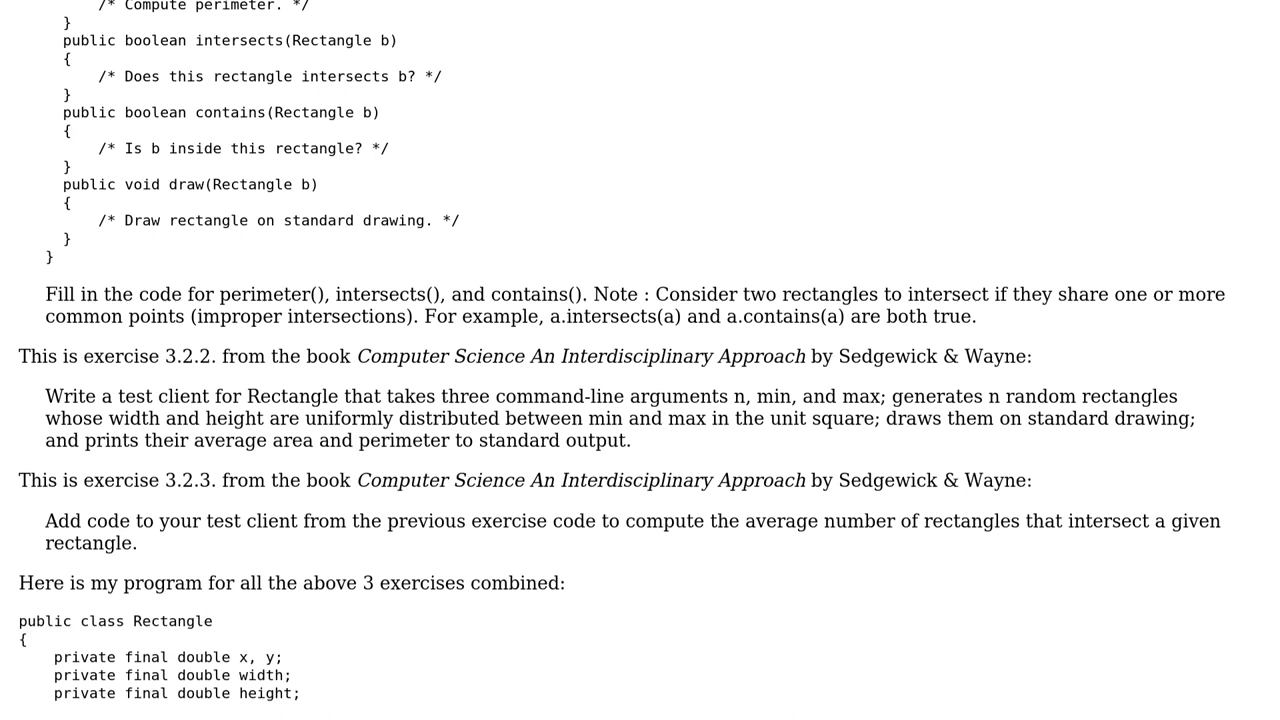 /* Compute perimeter. */
}
public boolean intersects(Rectangle b)
{
/* Does this rectangle intersects b? */
}
public boolean contains(Rectangle b)
{
/* Is b inside this rectangle? */
}
public void draw(Rectangle b)
{
/* Draw rectangle on standard drawing. */
}
}
Fill in the code for perimeter(), intersects(), and contains(). Note : Consider two rectangles to intersect if they share one or more
common points (improper intersections). For example, a.intersects(a) and a.contains(a) are both true.
This is exercise 3.2.2. from the book Computer Science An Interdisciplinary Approach by Sedgewick & Wayne:
Write a test client for Rectangle that takes three command-line arguments n, min, and max; generates n random rectangles
whose width and height are uniformly distributed between min and max in the unit square; draws them on standard drawing;
and prints their average area and perimeter to standard output.
This is exercise 3.2.3. from the book Computer Science An Interdisciplinary Approach by Sedgewick & Wayne:
Add code to your test client from the previous exercise code to compute the average number of rectangles that intersect a given
rectangle.
Here is my program for all the above 3 exercises combined:
public class Rectangle
{
private final double x, y;
private final double width;
private final double height;